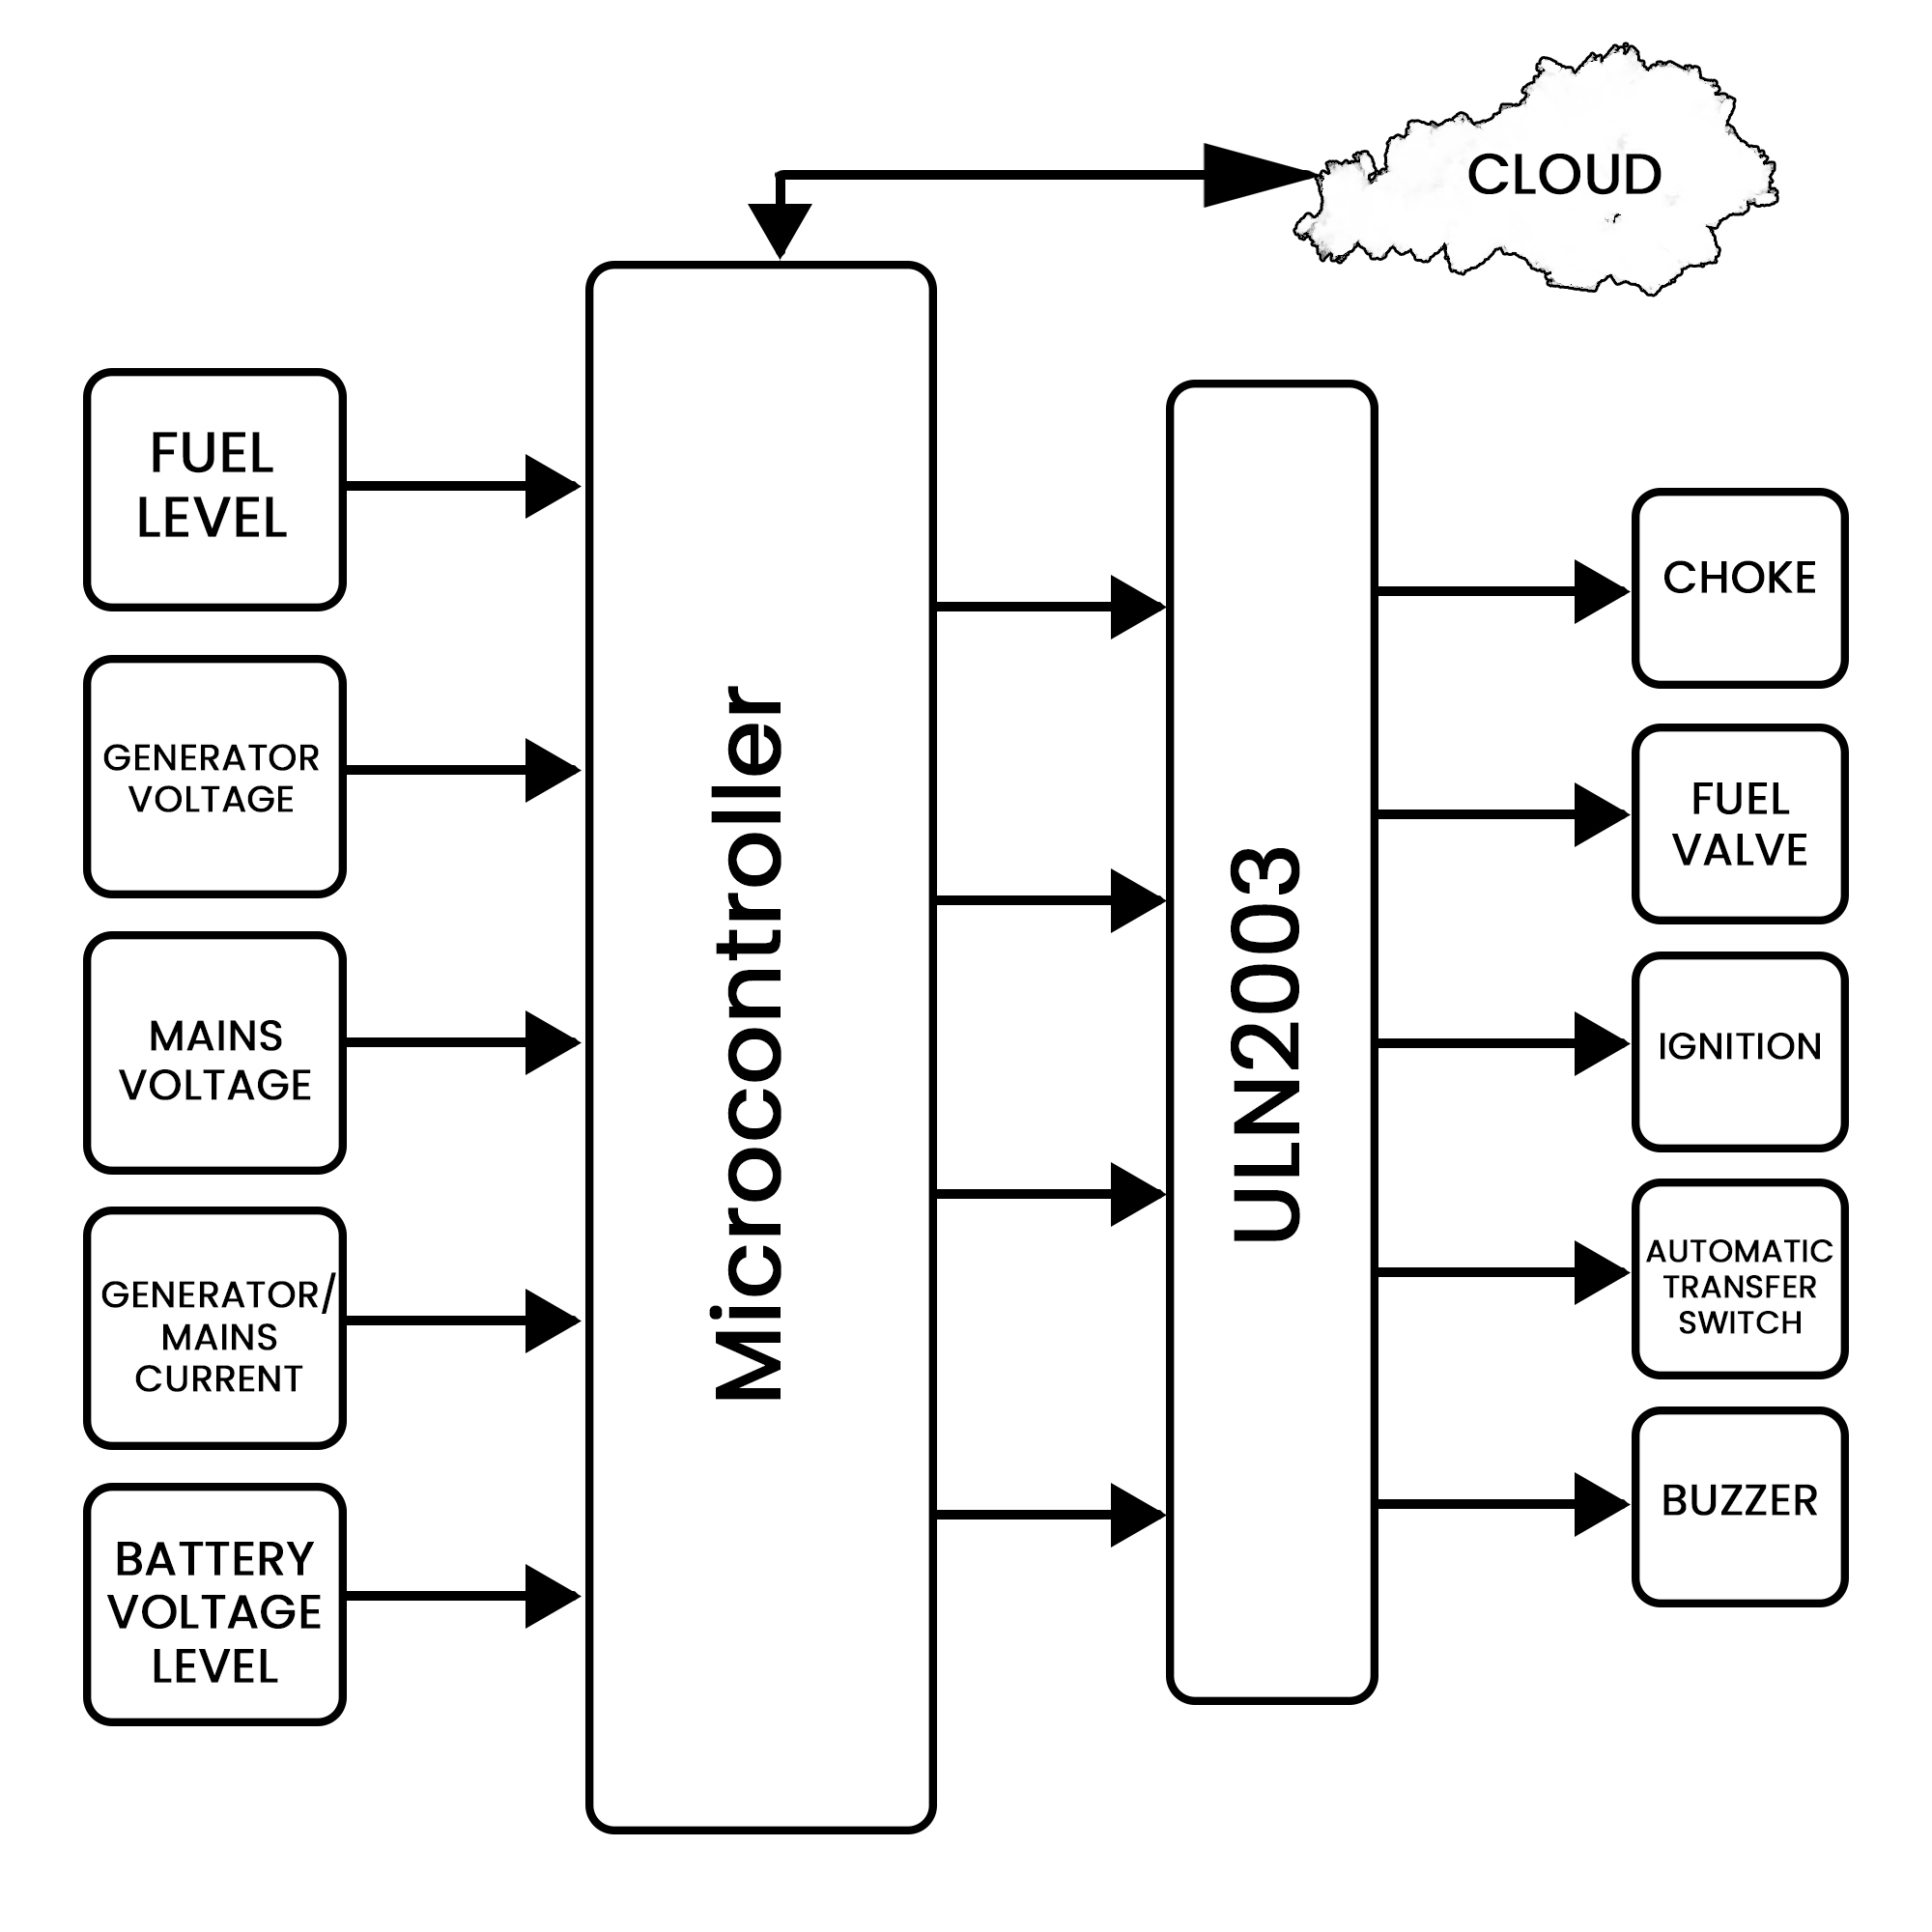 CLOUD
FUEL
LEVEL
GENERATOR
VOLTAGE
MAINS
VOLTAGE
GENERATOR/
MAINS
CURRENT
BATTERY
VOLTAGE
LEVEL
Microcontroller
ULN2003
CHOKE
FUEL
VALVE
IGNITION
AUTOMATIC
TRANSFER
SWITCH
BUZZER